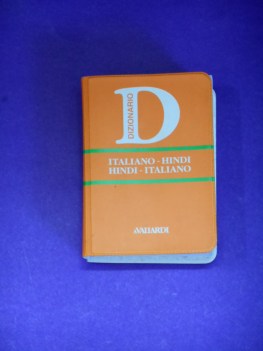 DIZIONARIO
D
ITALIANO - HINDI
HINDI - ITALIANO
A.VALLARDI